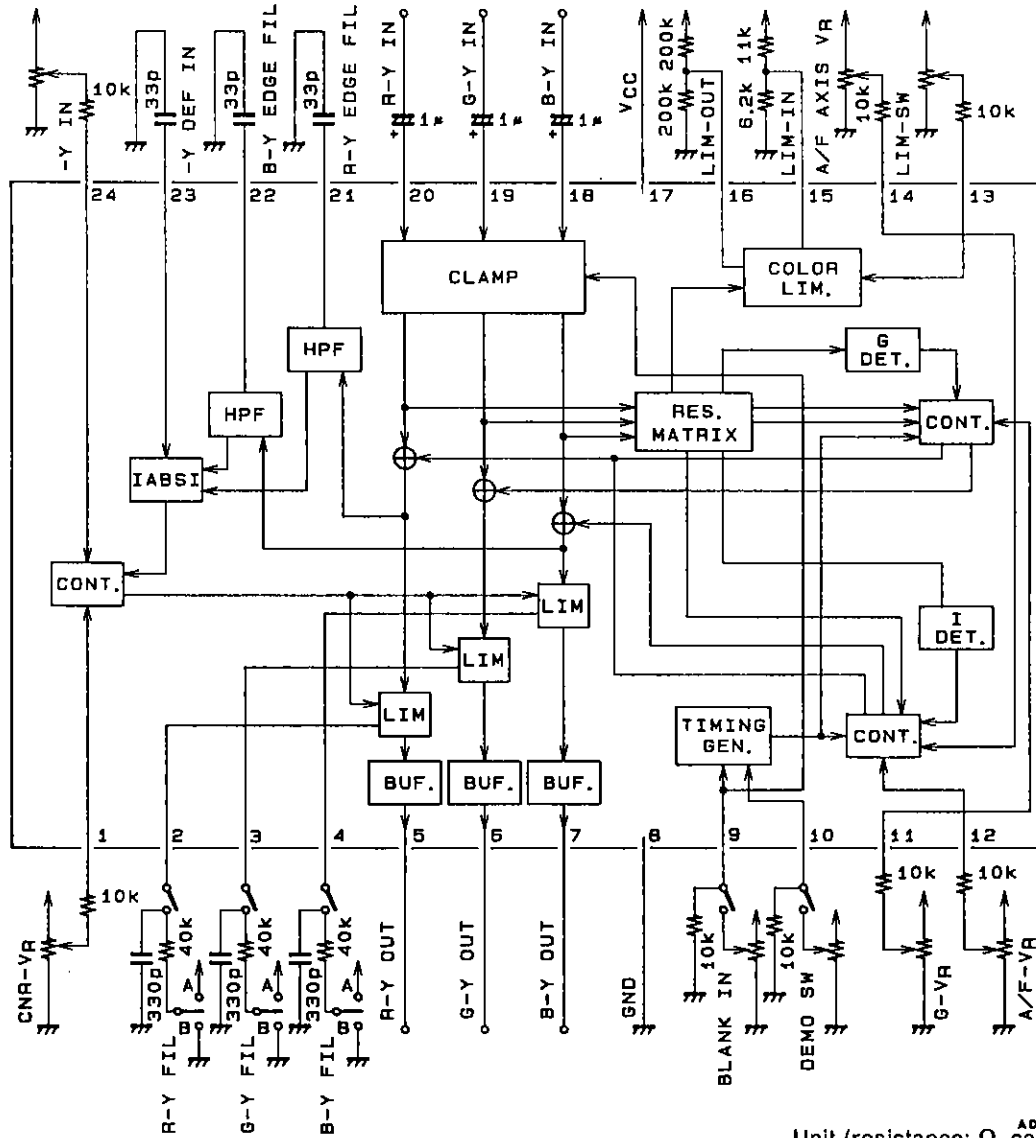 -Y IN
10k
33p
-Y DEF IN
33p
B-Y EDGE FIL
33p
R-Y EDGE FIL
R-Y IN
+
1μ
G-Y IN
+
1μ
B-Y IN
+
1μ
VCC
200k 200k
LIM-OUT
6.2k 11k
LIM-IN
A/F AXIS VR
10k
LIM-SW
10k
24
23
22
21
20
19
18
17
16
15
14
13
CLAMP
COLOR
LIM.
HPF
G
DET.
HPF
RES.
MATRIX
CONT.
IABSI
CONT.
LIM
I
DET.
LIM
LIM
TIMING
GEN.
CONT.
BUF.
BUF.
BUF.
1
2
3
4
5
6
7
8
9
10
11
12
CNR-VR
10k
330p
40k
A
B
R-Y FIL
330p
40k
A
B
G-Y FIL
330p
40k
A
B
B-Y FIL
R-Y OUT
G-Y OUT
B-Y OUT
GND
10k
BLANK IN
10k
DEMO SW
10k
G-VR
10k
A/F-VR
Unit (resistance: Ω,